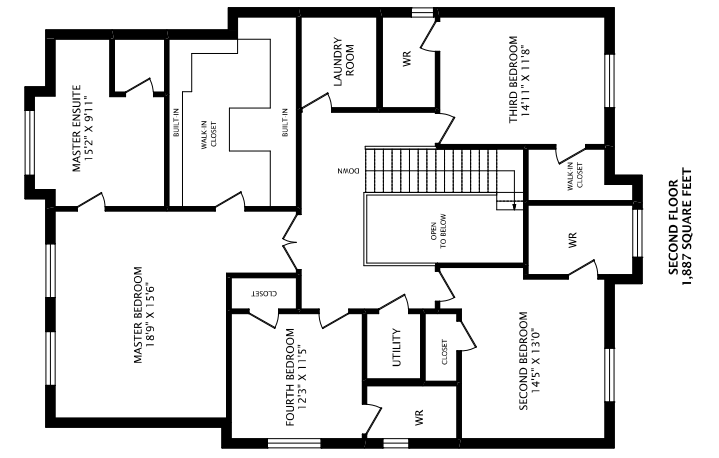 MASTER ENSUITE
15'2" X 9'11"
BUILT-IN
WALK-IN
CLOSET
BUILT-IN
LAUNDRY
ROOM
WR
THIRD BEDROOM
14'11" X 11'8"
DOWN
WALK-IN
CLOSET
OPEN
TO BELOW
WR
MASTER BEDROOM
18'9" X 15'6"
CLOSET
FOURTH BEDROOM
12'3" X 11'5"
UTILITY
CLOSET
WR
SECOND BEDROOM
14'5" X 13'0"
SECOND FLOOR
1,887 SQUARE FEET